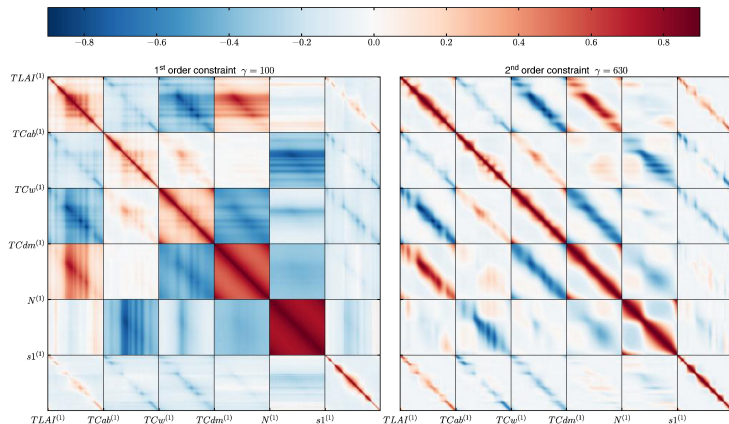 −0.8 −0.6 −0.4 −0.2 0.0 0.2 0.4 0.6 0.8
1st order constraint γ = 100
2nd order constraint γ = 630
TLAI(1)
TCab(1)
TCw(1)
TCdm(1)
N(1)
s1(1)
TLAI(1) TCab(1) TCw(1) TCdm(1) N(1) s1(1)
TLAI(1) TCab(1) TCw(1) TCdm(1) N(1) s1(1)